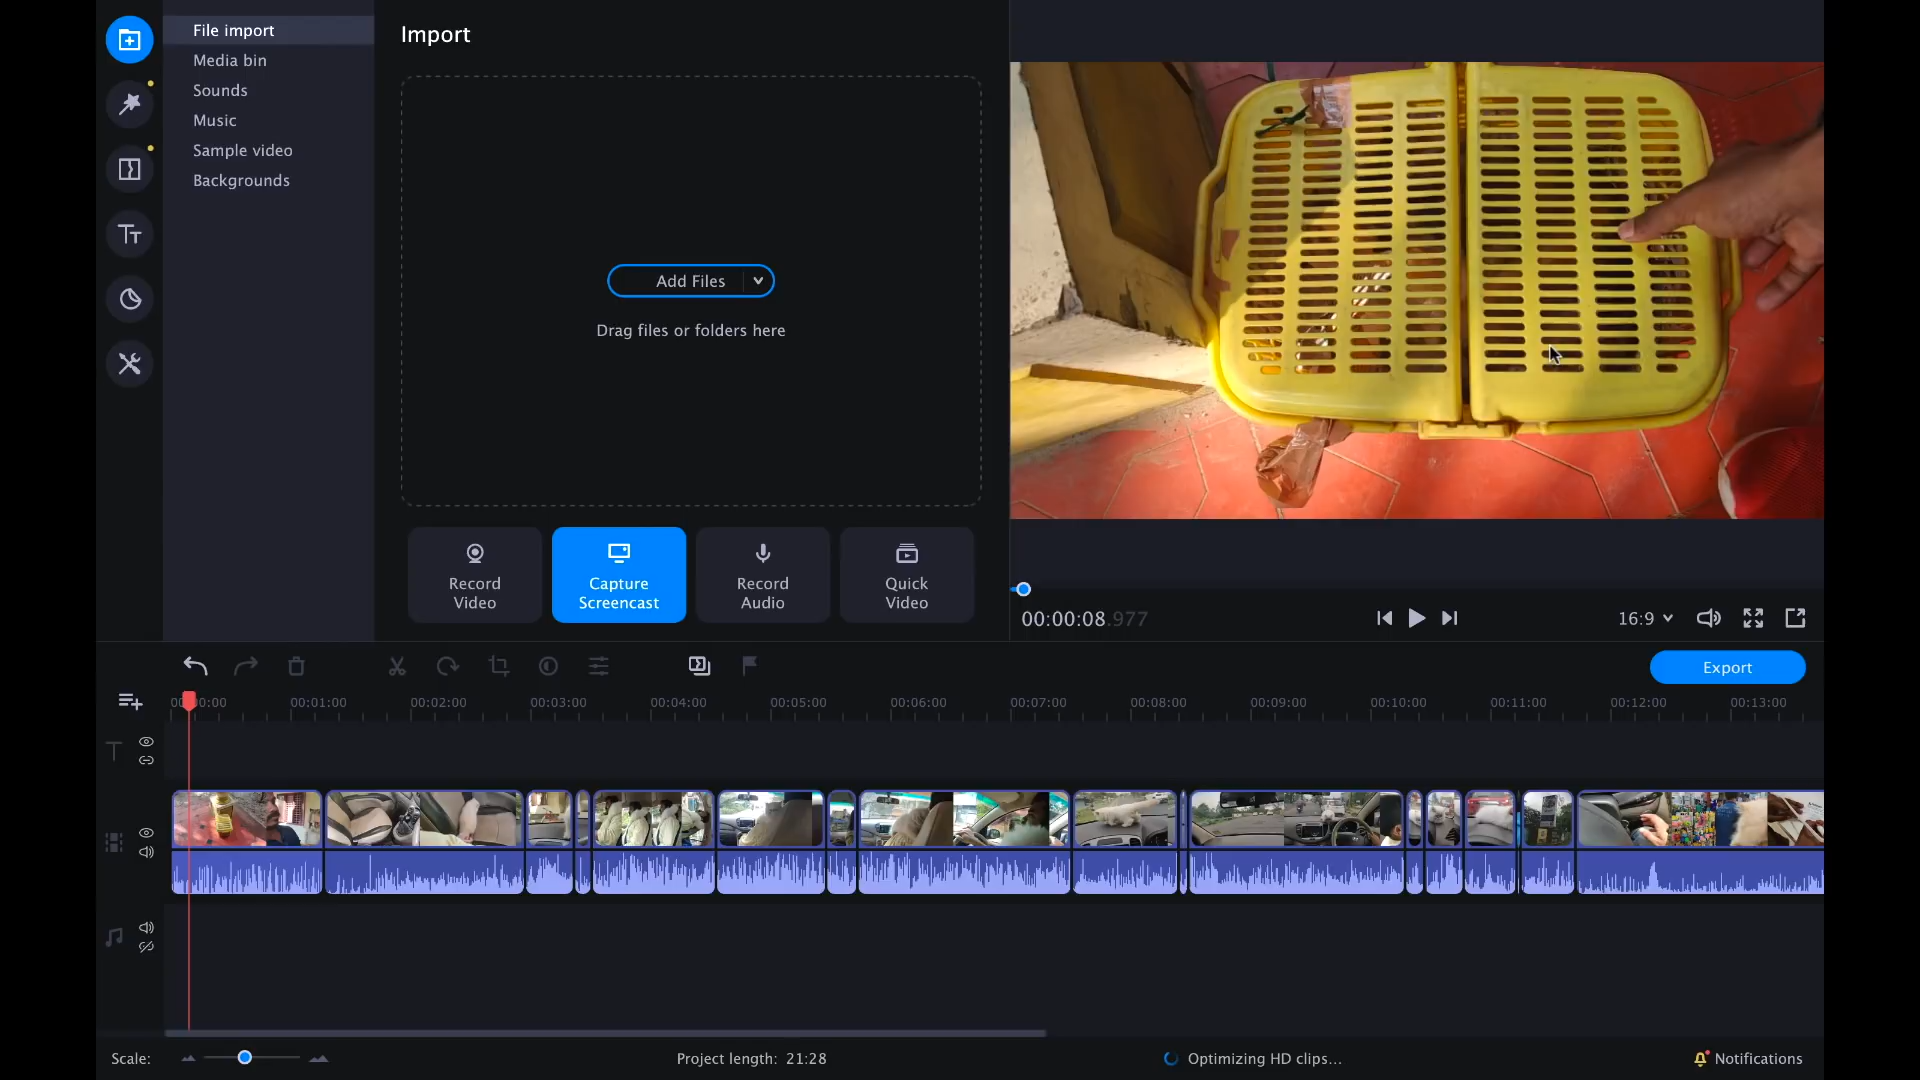 File import
Media bin
Sounds
Music
Sample video
Backgrounds
Import
Add Files
Drag files or folders here
Record
Video
Capture
Screencast
Record
Audio
Quick
Video
00:00:08.977
16:9
Export
00:01:00
00:02:00
00:03:00
00:04:00
00:05:00
00:06:00
00:07:00
00:08:00
00:09:00
00:10:00
00:11:00
00:12:00
00:13:00
Scale:
Project length: 21:28
Optimizing HD clips...
Notifications